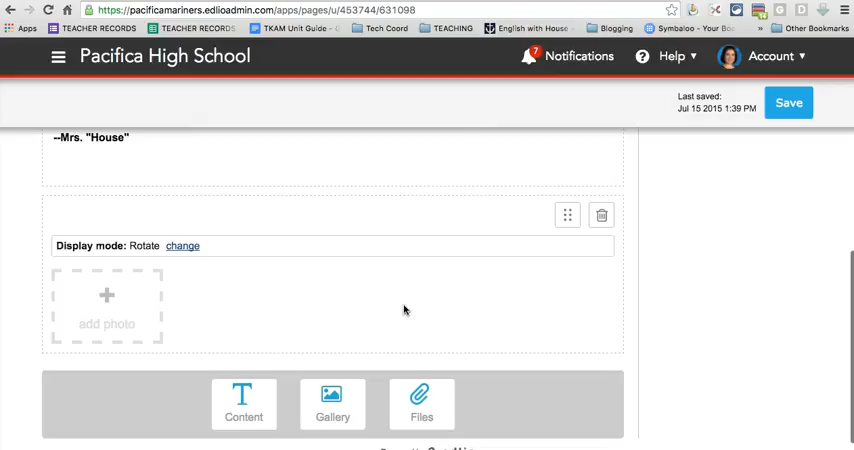 https://pacificamariners.edlioadmin.com/apps/pages/u/453744/631098
Apps TEACHER RECORDS TEACHER RECORDS TKAM Unit Guide - Tech Coord TEACHING English with House - Blogging Symbaloo - Your Boo » Other Bookmarks
Pacifica High School 7 Notifications ? Help ▼ Account ▼
Last saved:
Jul 15 2015 1:39 PM
Save
--Mrs. "House"
Display mode: Rotate change
add photo
Content Gallery Files